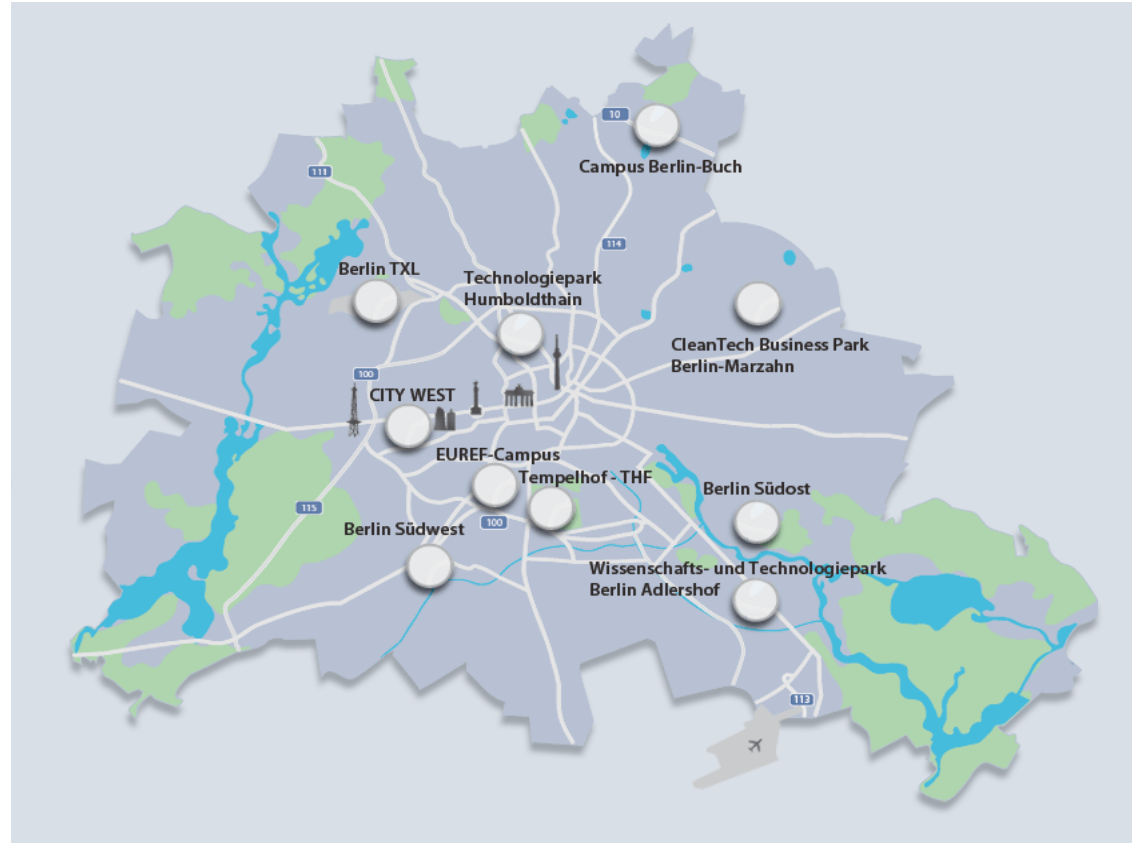 10
Campus Berlin-Buch
111
114
Berlin TXL
Technologiepark
Humboldthain
CleanTech Business Park
Berlin-Marzahn
100
CITY WEST
EUREF-Campus
Tempelhof - THF
Berlin Südost
115
100
Berlin Südwest
Wissenschafts- und Technologiepark
Berlin Adlershof
113